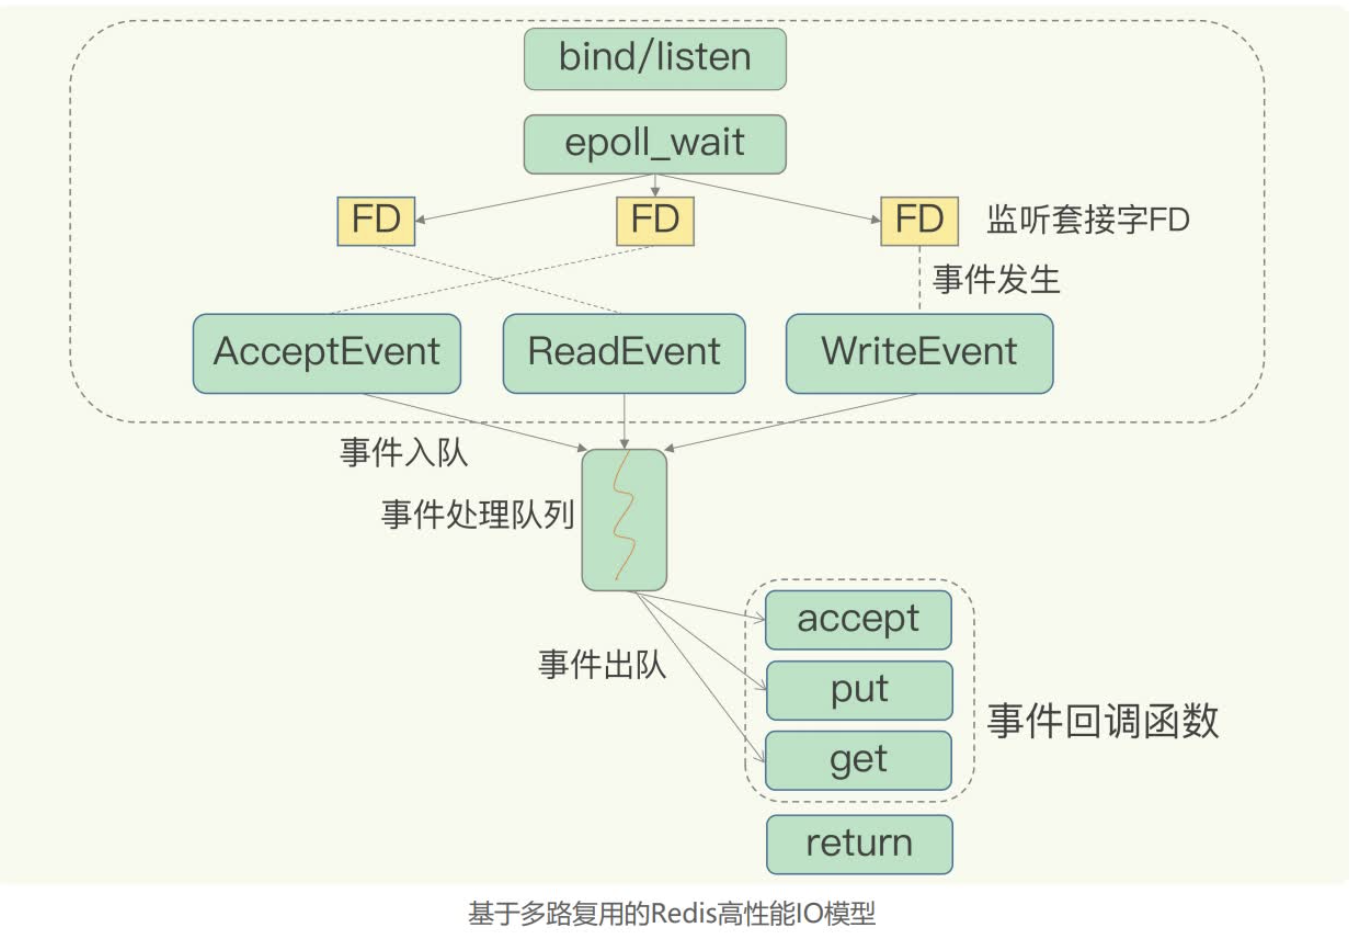 bind/listen
epoll_wait
FD FD FD 监听套接字FD
事件发生
AcceptEvent ReadEvent WriteEvent
事件入队
事件处理队列
accept
事件出队
put
事件回调函数
get
return
基于多路复用的Redis高性能IO模型